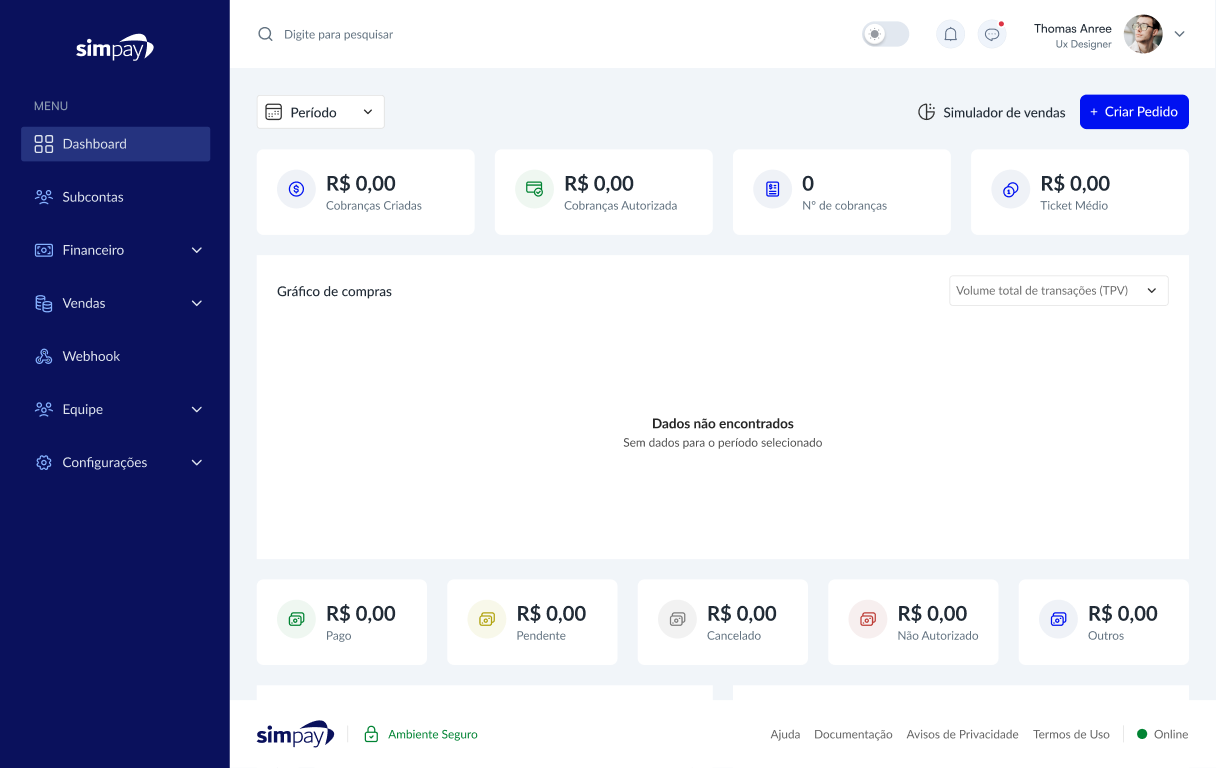 simpay
MENU
Dashboard
Subcontas
Financeiro
Vendas
Webhook
Equipe
Configurações
Digite para pesquisar
Thomas Anree
Ux Designer
Período
Simulador de vendas
+ Criar Pedido
R$ 0,00
Cobranças Criadas
R$ 0,00
Cobranças Autorizada
0
N° de cobranças
R$ 0,00
Ticket Médio
Gráfico de compras
Volume total de transações (TPV)
Dados não encontrados
Sem dados para o período selecionado
R$ 0,00
Pago
R$ 0,00
Pendente
R$ 0,00
Cancelado
R$ 0,00
Não Autorizado
R$ 0,00
Outros
simpay
Ambiente Seguro
Ajuda
Documentação
Avisos de Privacidade
Termos de Uso
Online